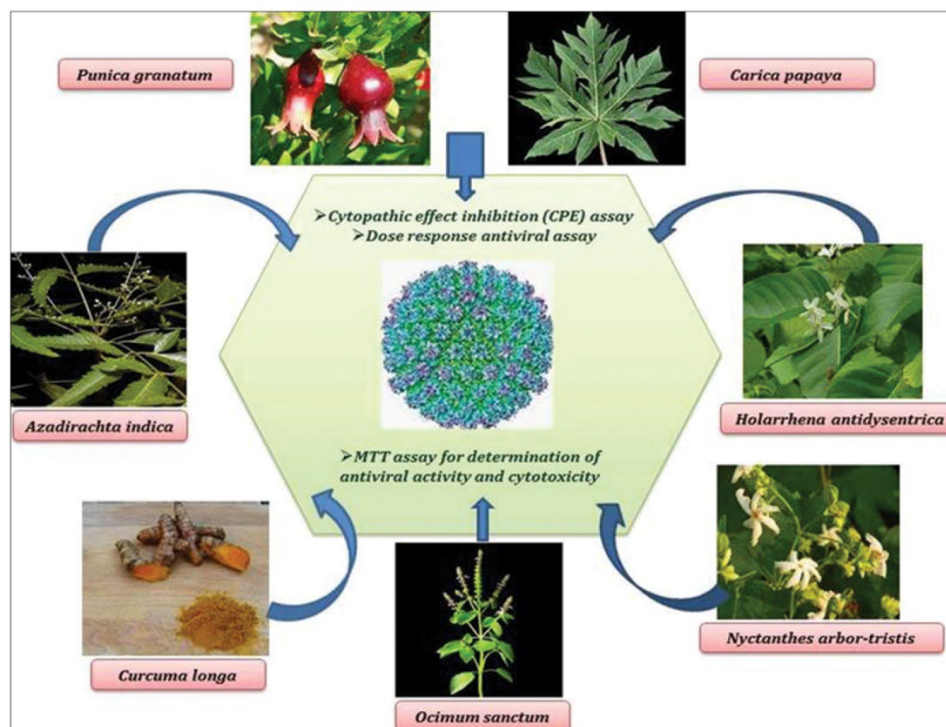 Punica granatum
Carica papaya
➢Cytopathic effect inhibition (CPE) assay
➢Dose response antiviral assay
Azadirachta indica
Holarrhena antidysentrica
➢MTT assay for determination of
antiviral activity and cytotoxicity
Curcuma longa
Nyctanthes arbor-tristis
Ocimum sanctum